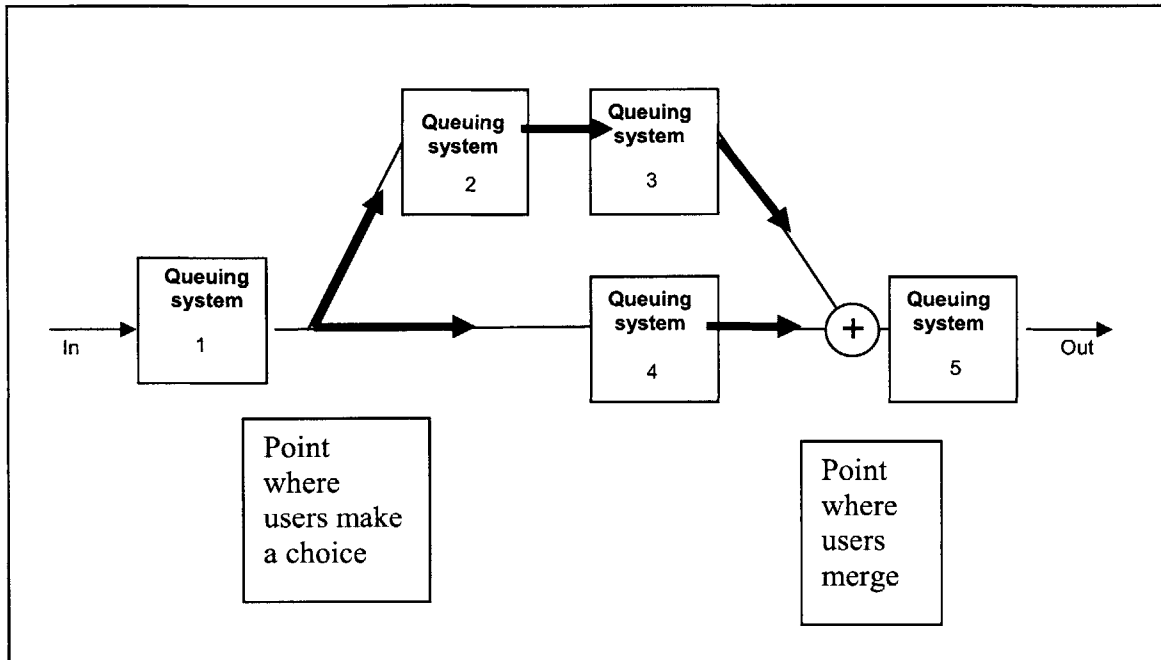 Queuing
system
2
Queuing
system
3
In
Queuing
system
1
Queuing
system
4
+
Queuing
system
5
Out
Point
where
users make
a choice
Point
where
users
merge